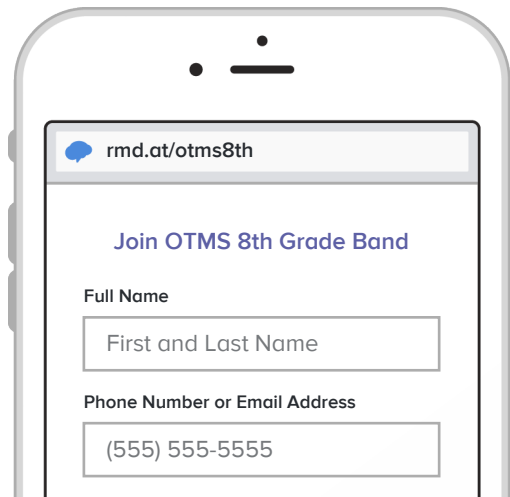 rmd.at/otms8th
Join OTMS 8th Grade Band
Full Name
First and Last Name
Phone Number or Email Address
(555) 555-5555